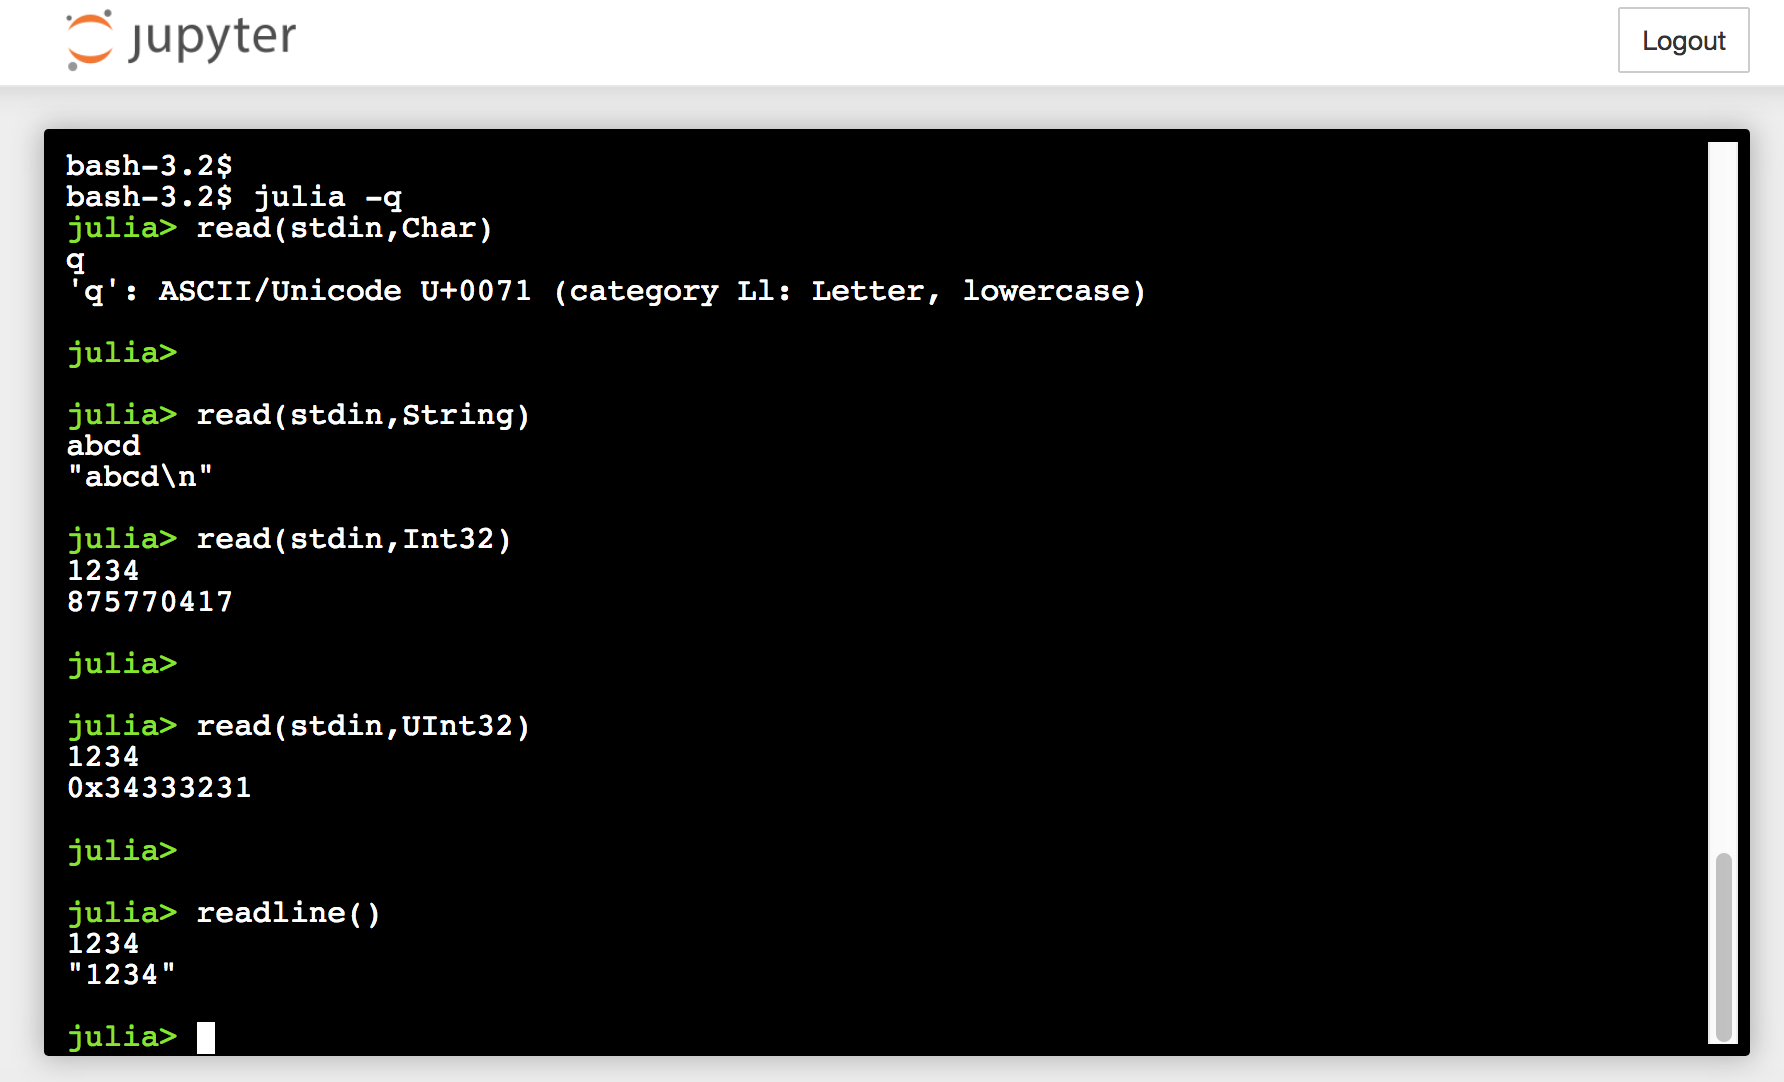 jupyter
Logout
bash-3.2$
bash-3.2$ julia -q
julia> read(stdin,Char)
q
'q': ASCII/Unicode U+0071 (category Ll: Letter, lowercase)
julia>
julia> read(stdin,String)
abcd
"abcd\n"
julia> read(stdin,Int32)
1234
875770417
julia>
julia> read(stdin,UInt32)
1234
0x34333231
julia>
julia> readline()
1234
"1234"
julia>